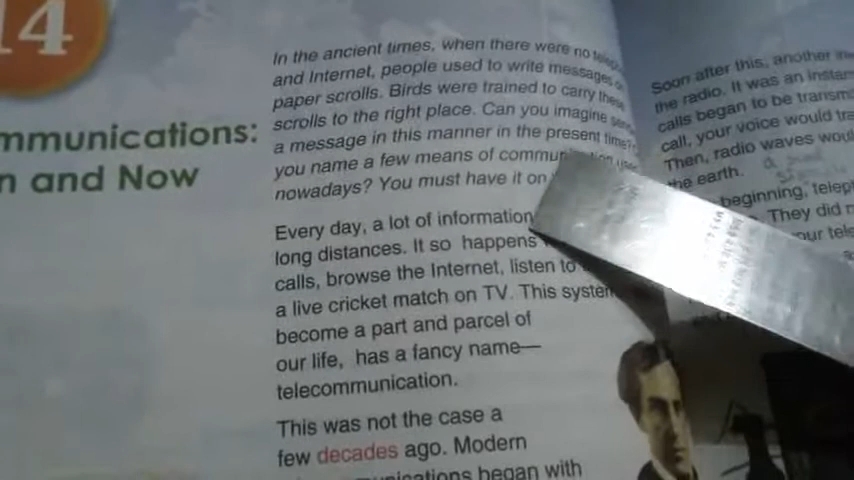 14
mmunications:
n and Now
In the ancient times, when there were no
and Internet, people used to write messages on
paper scrolls. Birds were trained to carry these
scrolls to the right place. Can you imagine
a message in this manner in the present time?
you name a few means of
nowadays? You must have it on
Every day, a lot of information
long distances. It so happens
calls, browse the Internet, listen to
a live cricket match on TV. This system
become a part and parcel of
our life, has a fancy name—
telecommunication.
This was not the case a
few decades ago. Modern
began with
Soon after this, another
the radio. It was an
calls began to be
call, your voice would
Then, radio waves
the earth.
beginning,
They did